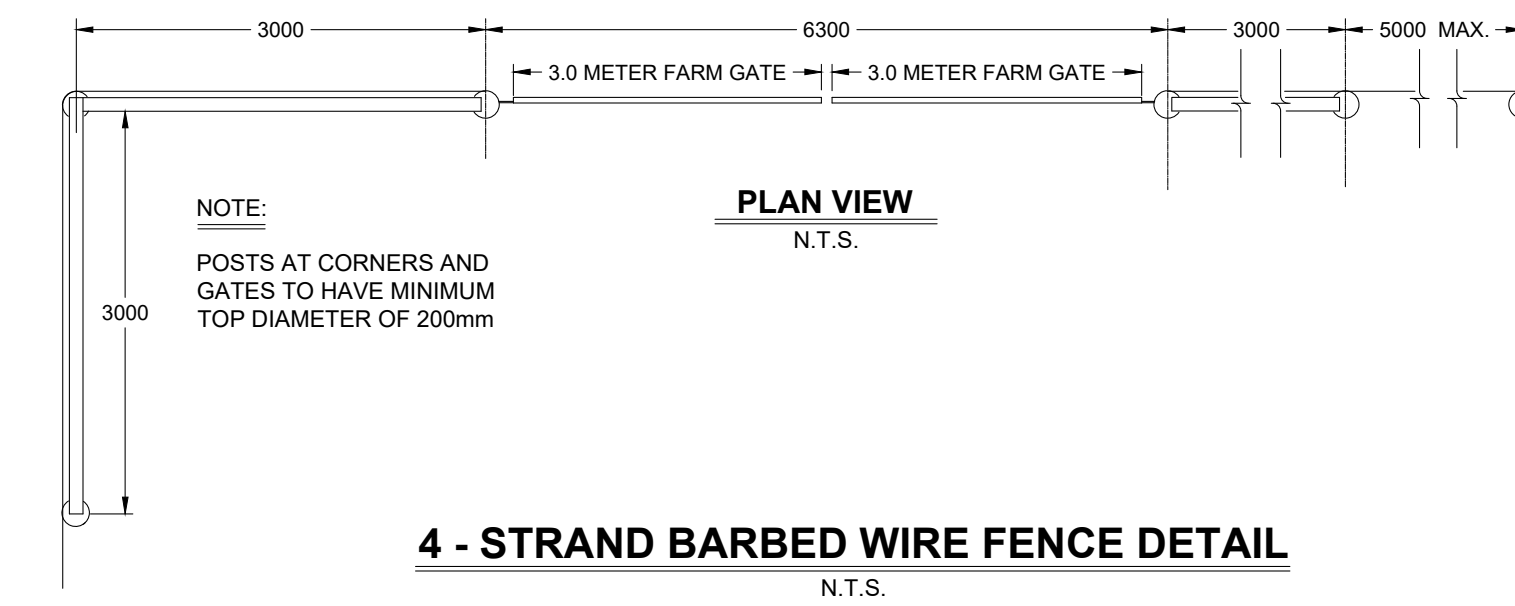 3000
6300
3000
5000 MAX.
3.0 METER FARM GATE
3.0 METER FARM GATE
PLAN VIEW
N.T.S.
NOTE:
POSTS AT CORNERS AND
GATES TO HAVE MINIMUM
TOP DIAMETER OF 200mm
3000
4 - STRAND BARBED WIRE FENCE DETAIL
N.T.S.